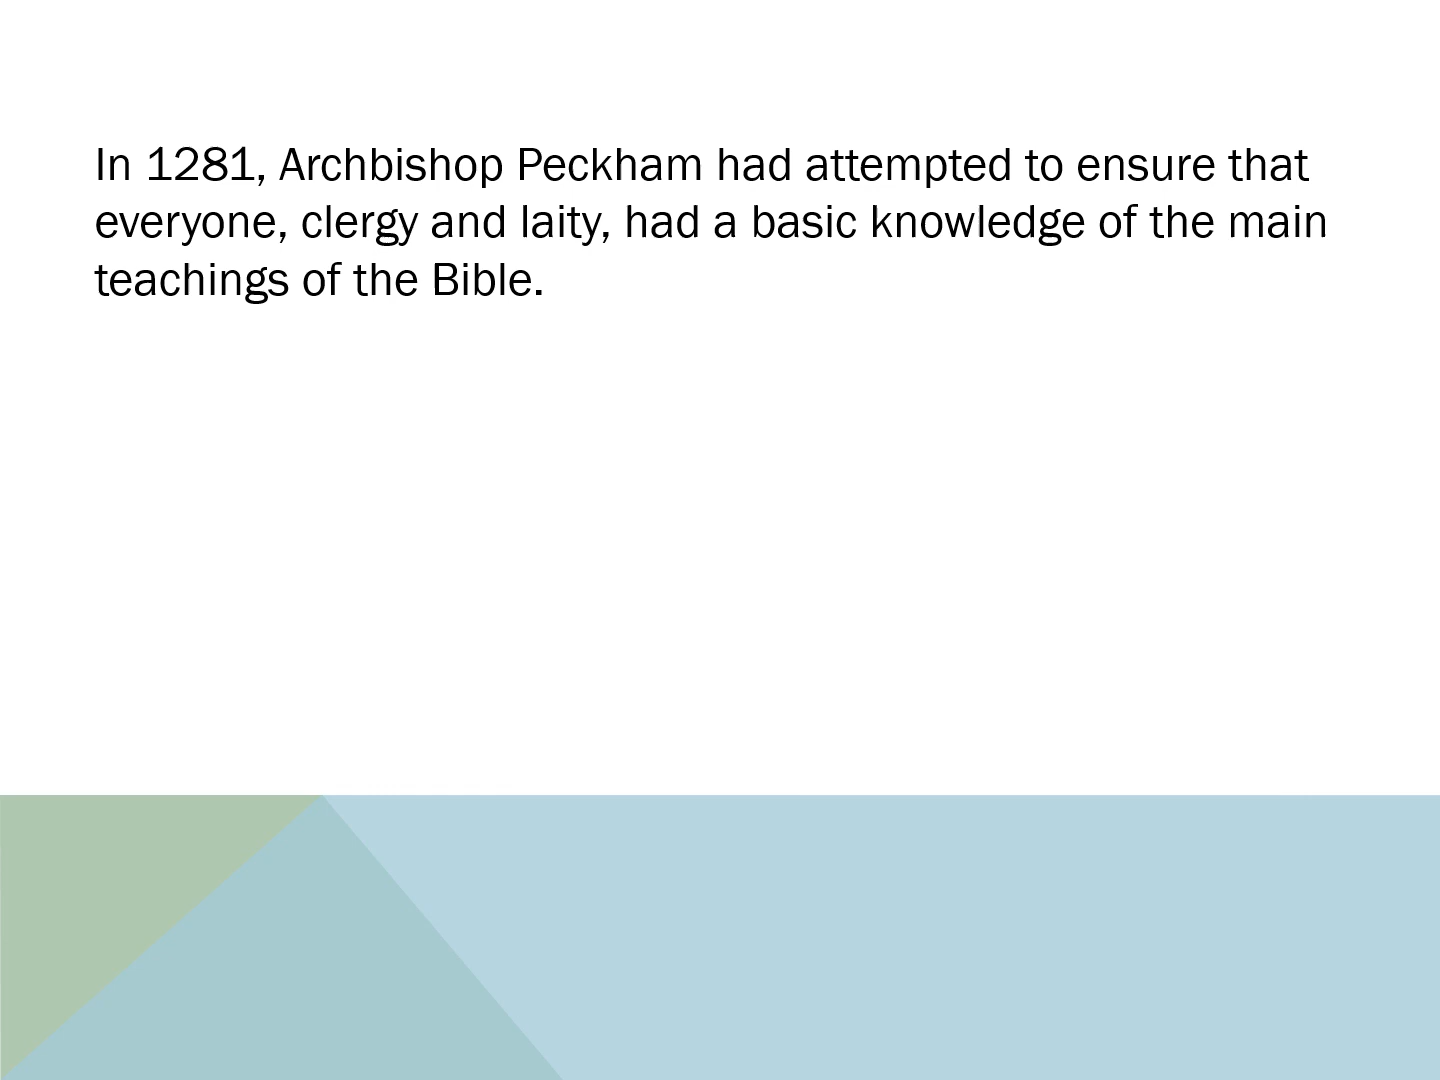 In 1281, Archbishop Peckham had attempted to ensure that
everyone, clergy and laity, had a basic knowledge of the main
teachings of the Bible.